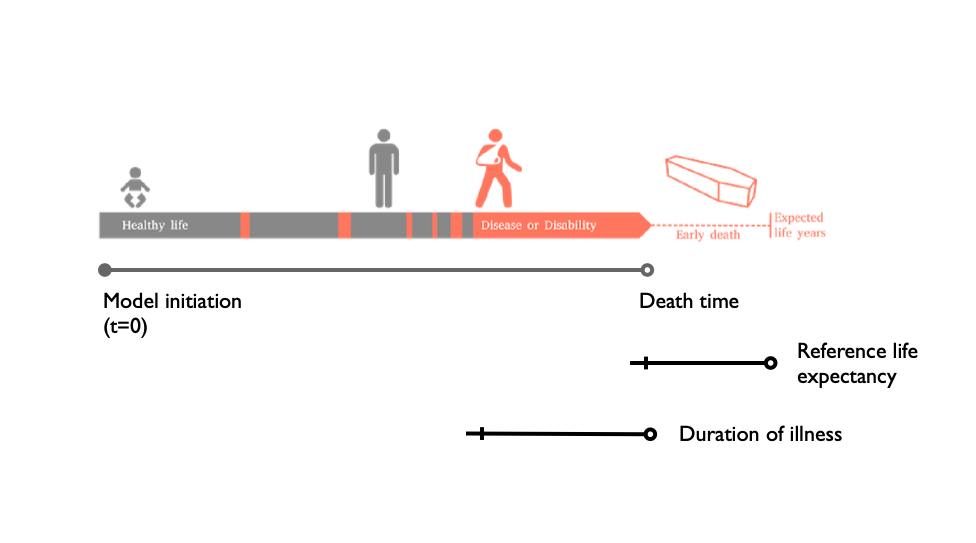 Healthy life
Disease or Disability
Early death
Expected
life years
Model initiation
(t=0)
Death time
Reference life
expectancy
Duration of illness